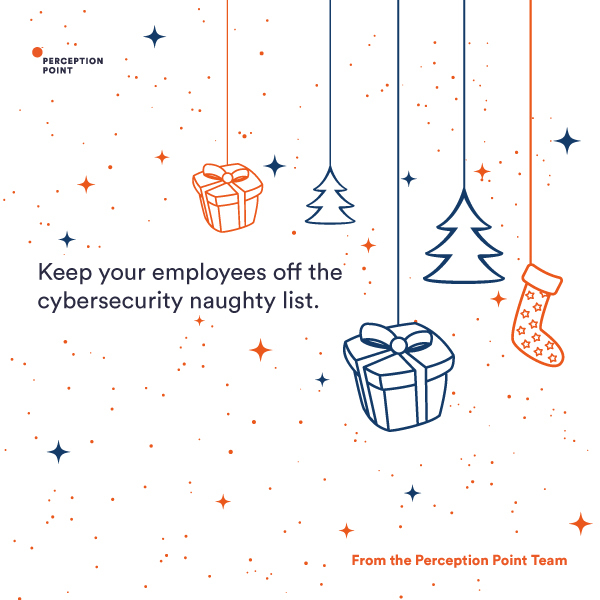 PERCEPTION
POINT
Keep your employees off the
cybersecurity naughty list.
From the Perception Point Team